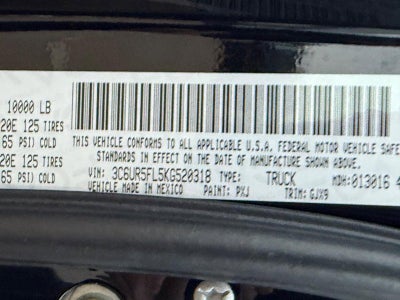 10000 LB
20E 125 TIRES
65 PSI) COLD
THIS VEHICLE CONFORMS TO ALL APPLICABLE U.S.A. FEDERAL MOTOR VEHICLE SAFE
20E 125 TIRES
STANDARDS IN EFFECT ON THE DATE OF MANUFACTURE SHOWN ABOVE.
65 PSI) COLD
VIN: 3C6UR5FL5KG520318 TYPE: TRUCK MDH: 013016 4
VEHICLE MADE IN MEXICO PAINT: PXJ TRIM: GJX9